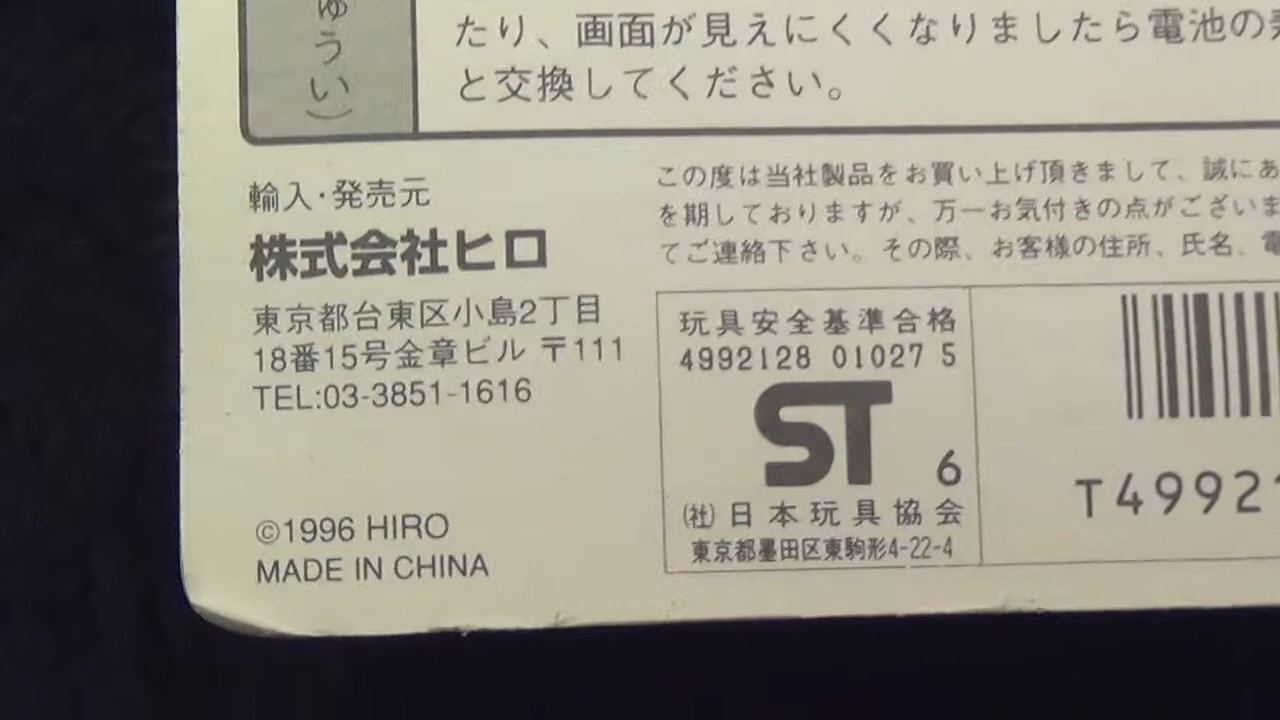 ゅうい）
たり、画面が見えにくくなりましたら電池の
と交換してください。
輸入・発売元
株式会社ヒロ
東京都台東区小島2丁目
18番15号金章ビル 〒111
TEL:03-3851-1616
©1996 HIRO
MADE IN CHINA
この度は当社製品をお買い上げ頂きまして、誠にあ
を期しておりますが、万一お気付きの点がございま
てご連絡下さい。その際、お客様の住所、氏名、電
玩具安全基準合格
4992128 01027 5
ST 6
㈳日本玩具協会
東京都墨田区東駒形4-22-4
T49921